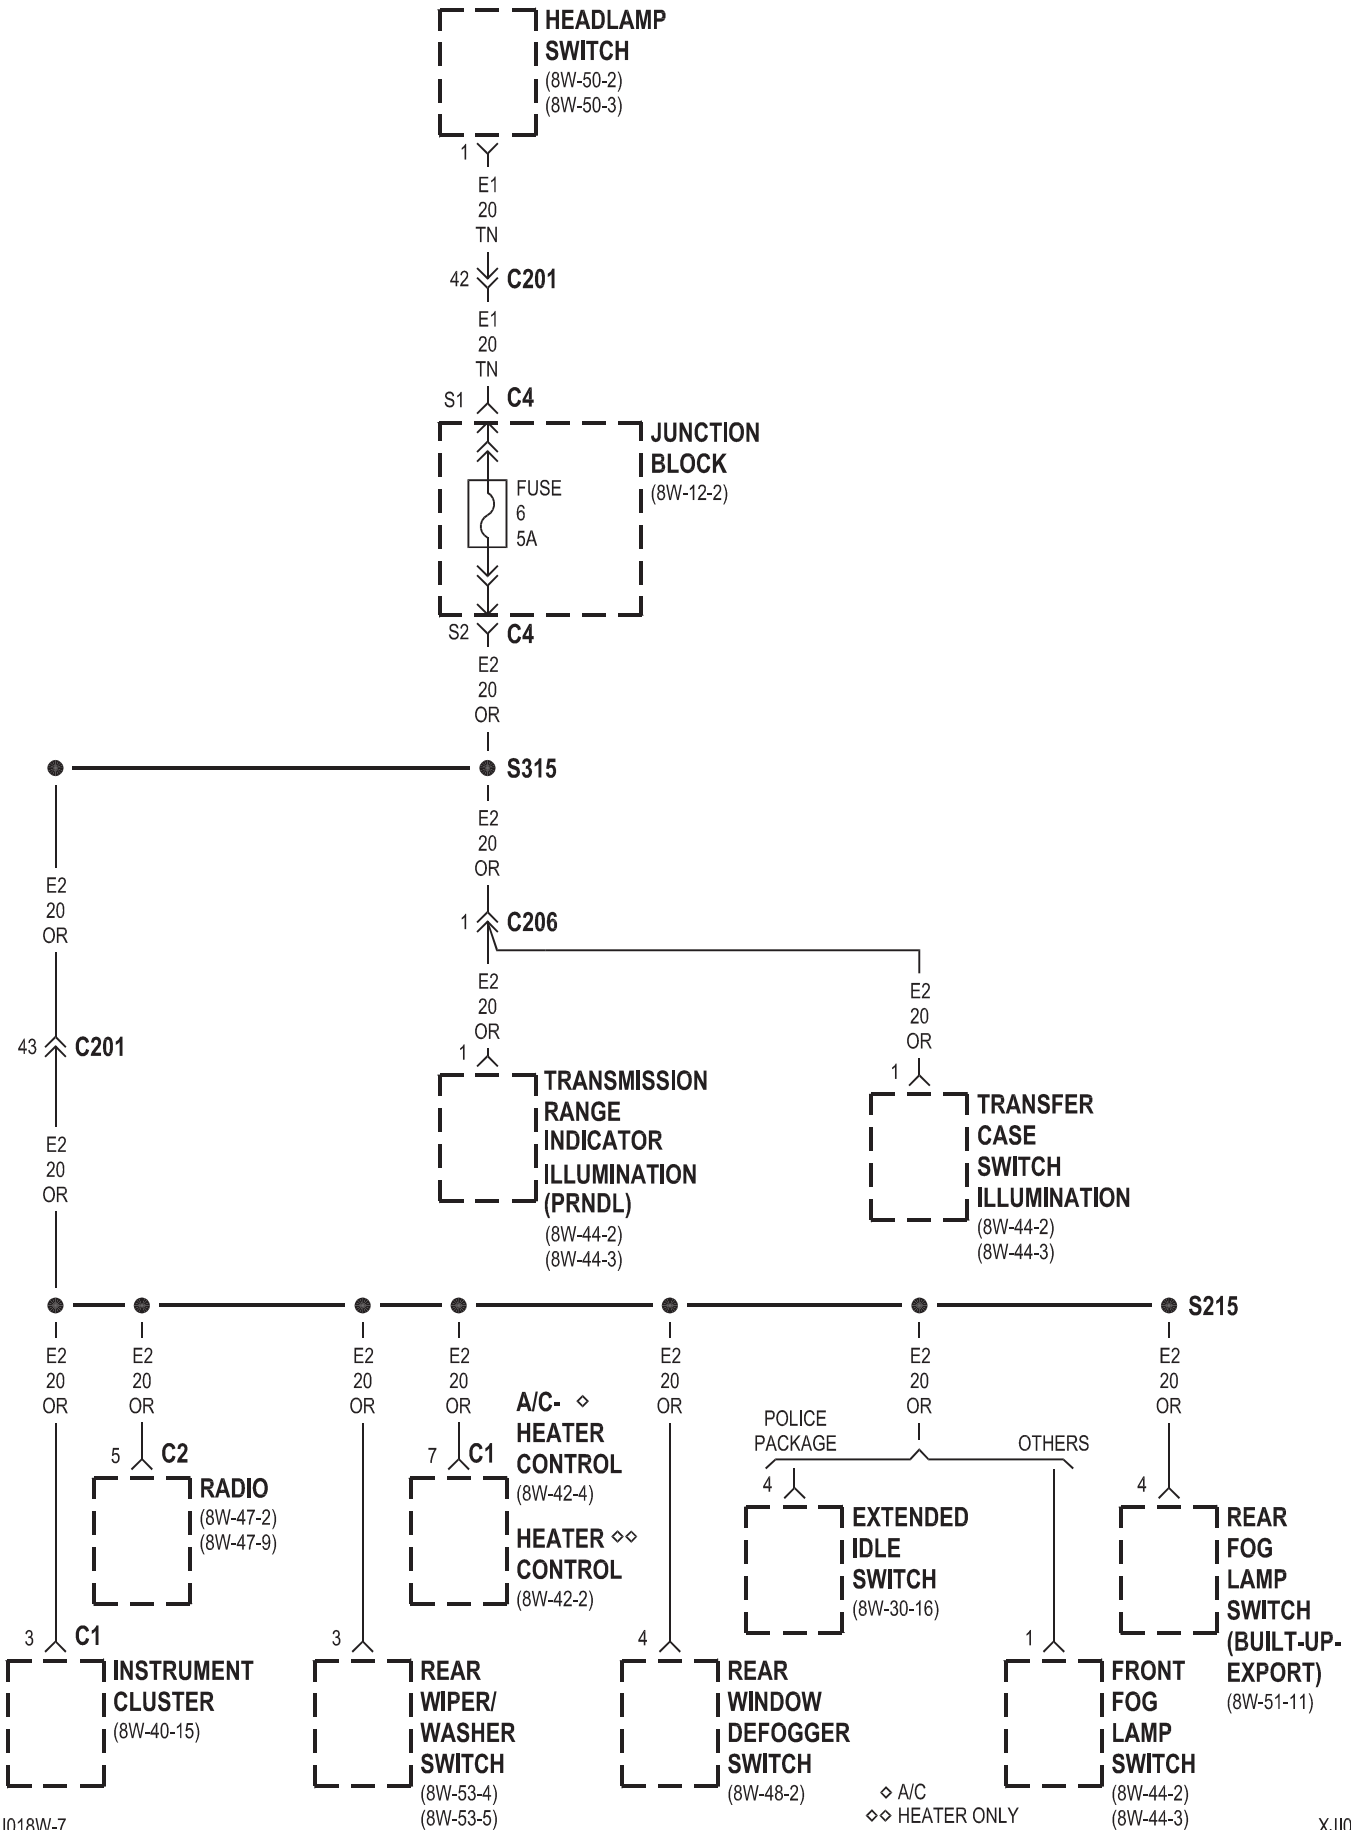 HEADLAMP
SWITCH
(8W-50-2)
(8W-50-3)
1
E1
20
TN
42 C201
E1
20
TN
S1 C4
JUNCTION
BLOCK
(8W-12-2)
FUSE
6
5A
S2 C4
E2
20
OR
S315
E2
20
OR
E2
20
OR
1 C206
E2
20
OR
E2
20
OR
43 C201
1
1
TRANSMISSION
RANGE
INDICATOR
ILLUMINATION
(PRNDL)
(8W-44-2)
(8W-44-3)
TRANSFER
CASE
SWITCH
ILLUMINATION
(8W-44-2)
(8W-44-3)
E2
20
OR
S215
E2 E2 E2 E2 E2 E2 E2
20 20 20 20 20 20 20
OR OR OR OR OR OR OR
5 C2
RADIO
(8W-47-2)
(8W-47-9)
7 C1
A/C- ◇
HEATER
CONTROL
(8W-42-4)
HEATER ◇◇
CONTROL
(8W-42-2)
POLICE
PACKAGE
OTHERS
4
EXTENDED
IDLE
SWITCH
(8W-30-16)
4
REAR
FOG
LAMP
SWITCH
(BUILT-UP-
EXPORT)
(8W-51-11)
3 C1
INSTRUMENT
CLUSTER
(8W-40-15)
3
REAR
WIPER/
WASHER
SWITCH
(8W-53-4)
(8W-53-5)
4
REAR
WINDOW
DEFOGGER
SWITCH
(8W-48-2)
1
FRONT
FOG
LAMP
SWITCH
(8W-44-2)
(8W-44-3)
◇ A/C
◇◇ HEATER ONLY
J018W-7